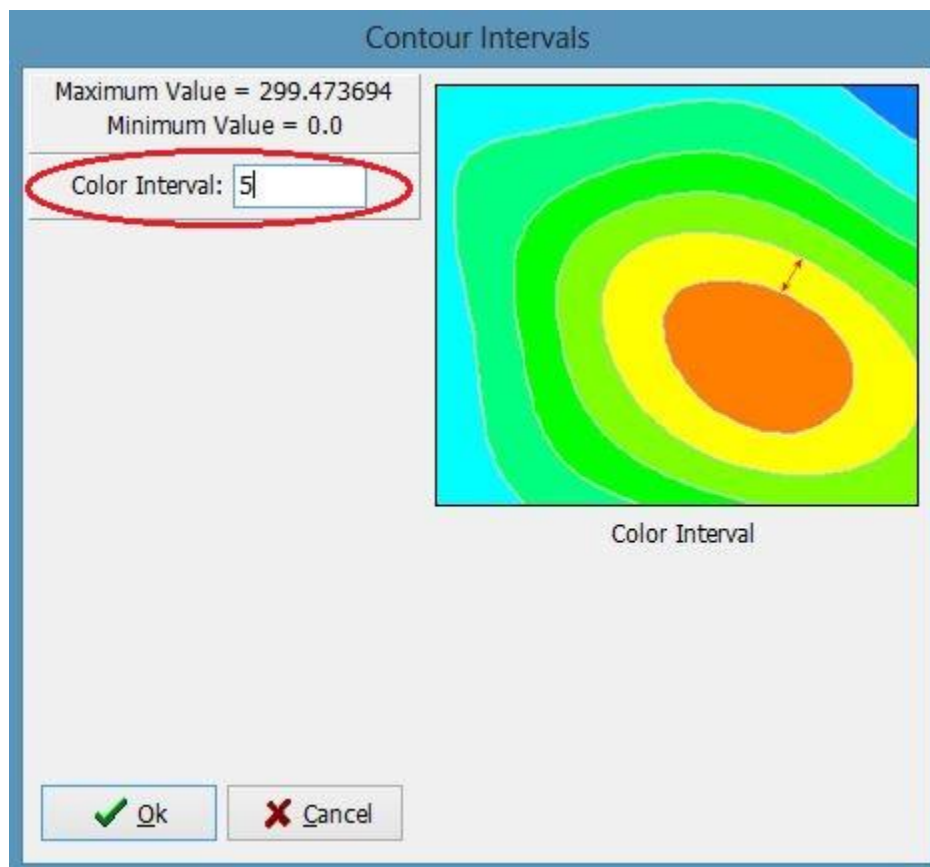 Contour Intervals
Maximum Value = 299.473694
Minimum Value = 0.0
Color Interval: 5
Color Interval
Ok
Cancel